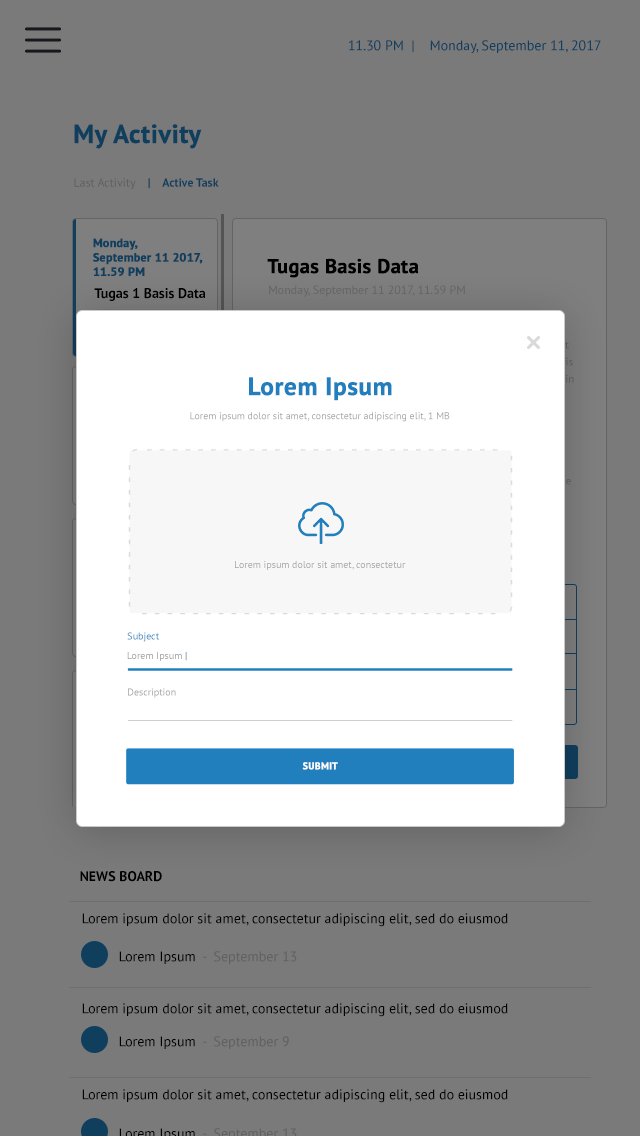 11.30 PM | Monday, September 11, 2017
My Activity
Last Activity | Active Task
Monday,
September 11 2017,
11.59 PM
Tugas 1 Basis Data
Tugas Basis Data
Monday, September 11 2017, 11.59 PM
Lorem Ipsum
Lorem ipsum dolor sit amet, consectetur adipiscing elit, 1 MB
Lorem ipsum dolor sit amet, consectetur
Subject
Lorem Ipsum
Description
SUBMIT
NEWS BOARD
Lorem ipsum dolor sit amet, consectetur adipiscing elit, sed do eiusmod
Lorem Ipsum - September 13
Lorem ipsum dolor sit amet, consectetur adipiscing elit, sed do eiusmod
Lorem Ipsum - September 9
Lorem ipsum dolor sit amet, consectetur adipiscing elit, sed do eiusmod
Lorem Ipsum - September 13